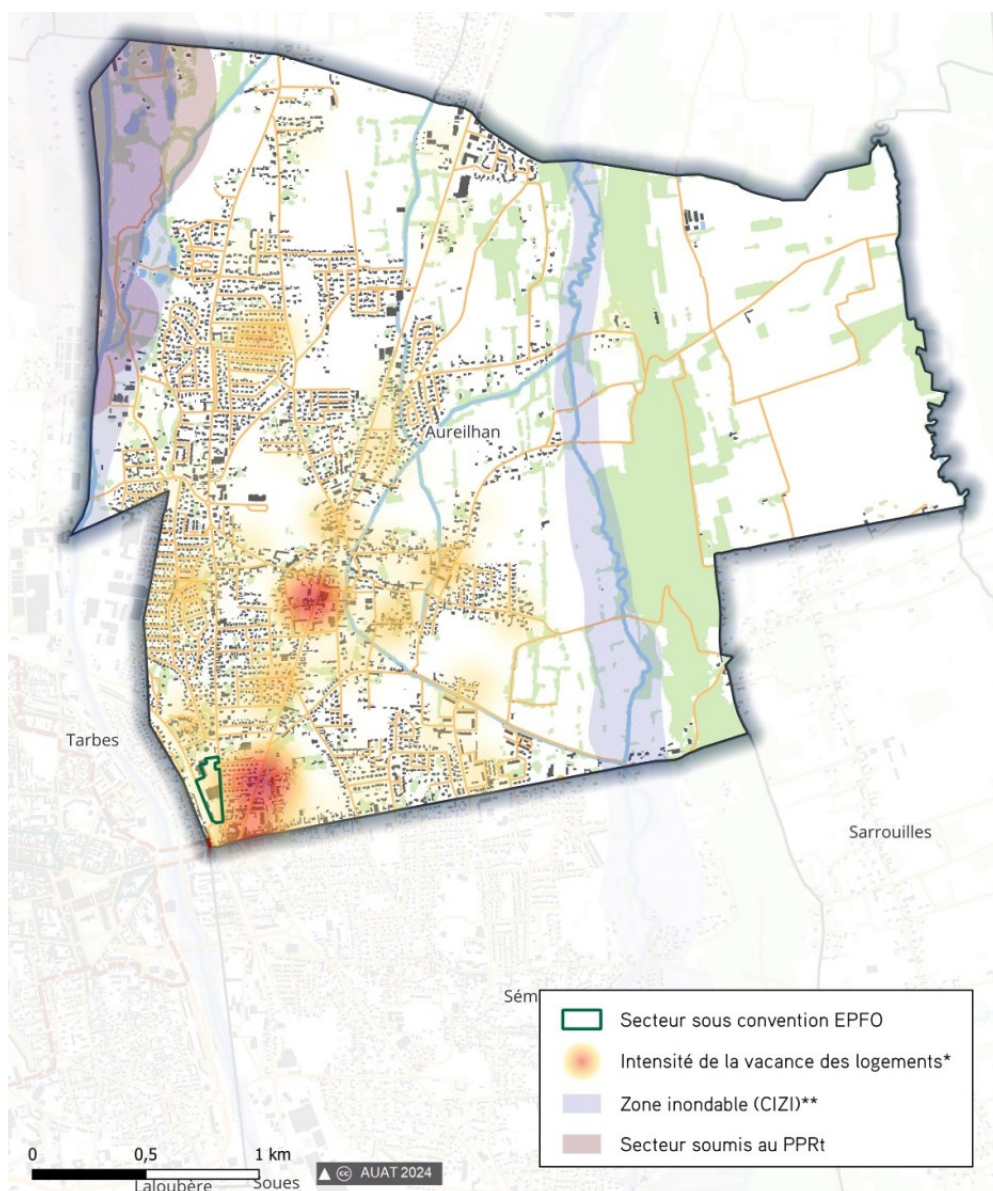 Aureilhan
Tarbes
Sarrouilles
Sém
Secteur sous convention EPFO
Intensité de la vacance des logements*
Zone inondable (CIZI)**
Secteur soumis au PPRt
0 0,5 1 km
AUAT 2024
Laloubère Soues